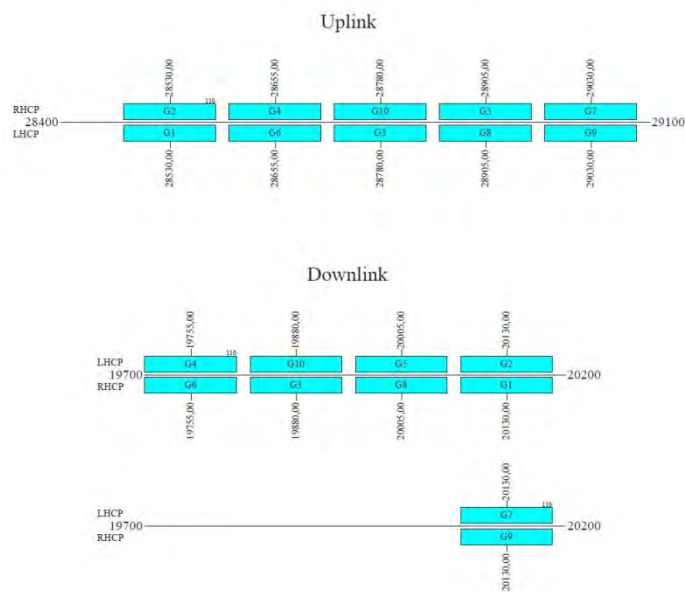 Uplink
28530,00 28655,00 28780,00 28905,00 29030,00
110
RHCP G2 G4 G10 G5 G7
28400 29100
LHCP G1 G6 G3 G8 G9
28530,00 28655,00 28780,00 28905,00 29030,00
Downlink
19755,00 19880,00 20005,00 20130,00
110
LHCP G4 G10 G5 G2
19700 20200
RHCP G6 G3 G8 G1
19755,00 19880,00 20005,00 20130,00
20130,00
110
LHCP G7
19700 20200
RHCP G9
20130,00